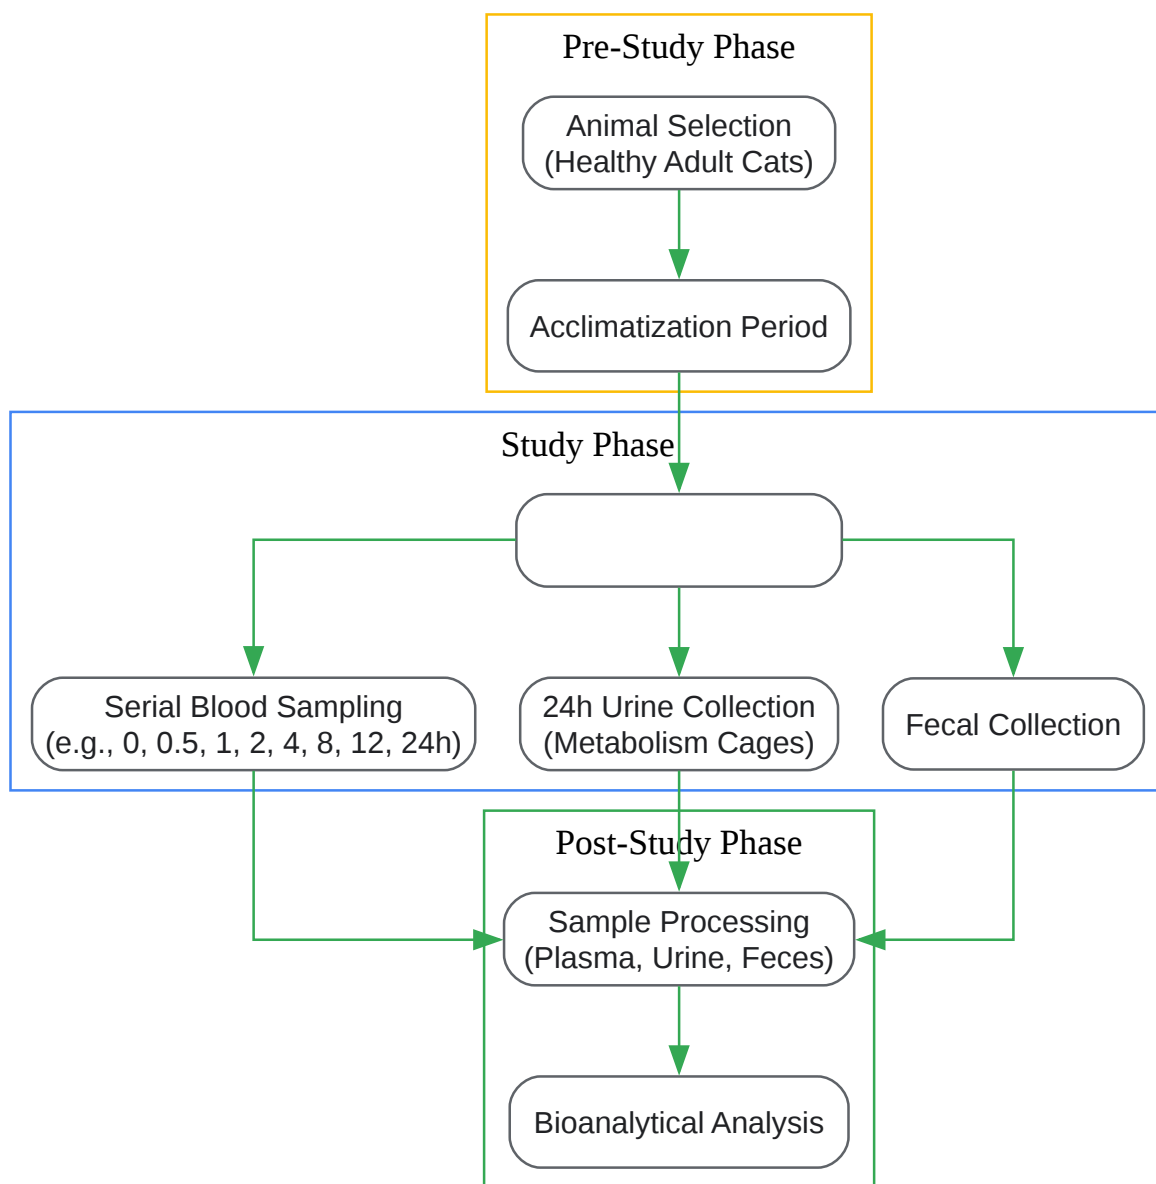 Pre-Study Phase
Animal Selection
(Healthy Adult Cats)
Acclimatization Period
Study Phase
Serial Blood Sampling
(e.g., 0, 0.5, 1, 2, 4, 8, 12, 24h)
24h Urine Collection
(Metabolism Cages)
Fecal Collection
Post-Study Phase
Sample Processing
(Plasma, Urine, Feces)
Bioanalytical Analysis